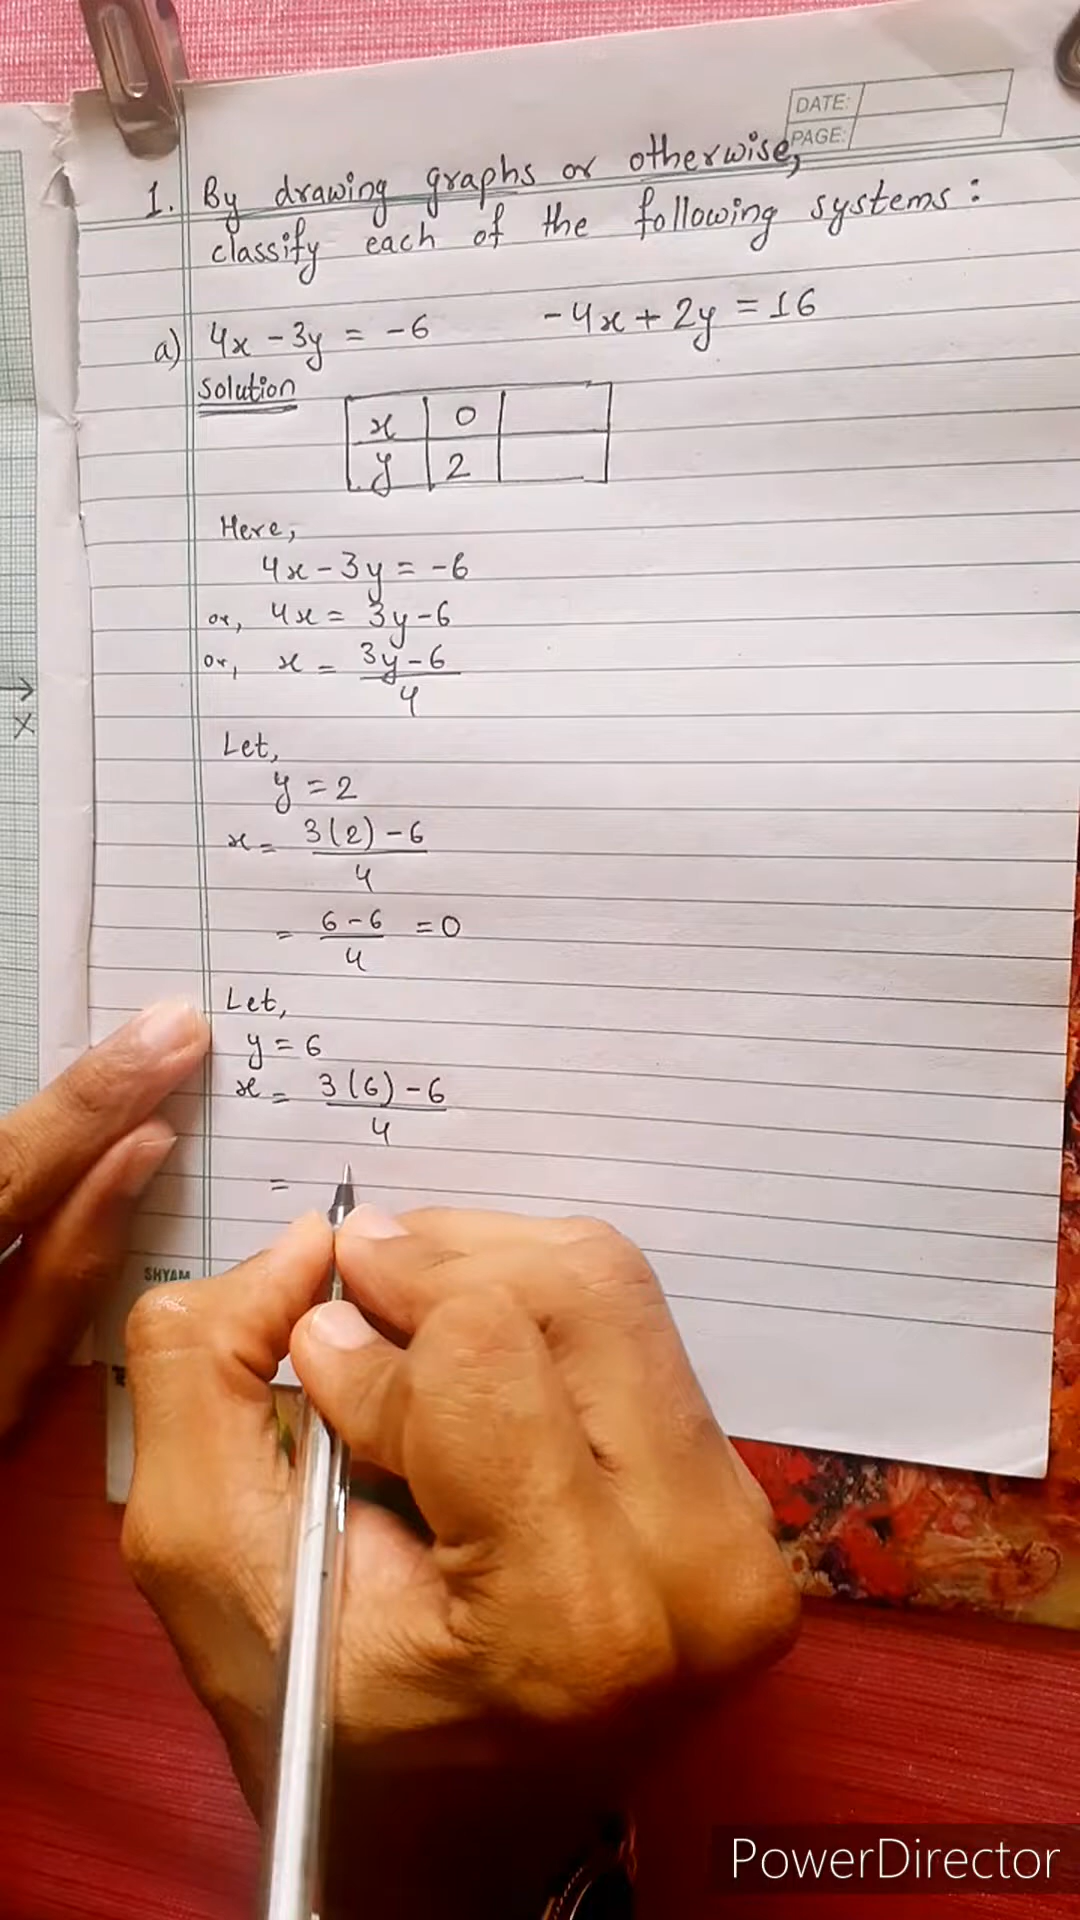 DATE:
PAGE:
1. By drawing graphs or otherwise,
classify each of the following systems:
a) 4x - 3y = -6 -4x + 2y = 16
Solution
x 0
y 2
Here,
4x - 3y = -6
or, 4x = 3y - 6
or, x = 3y - 6
4
Let,
y = 2
x = 3(2) - 6
4
= 6 - 6 = 0
4
Let,
y = 6
x = 3(6) - 6
4
=
SHYAM
X
PowerDirector